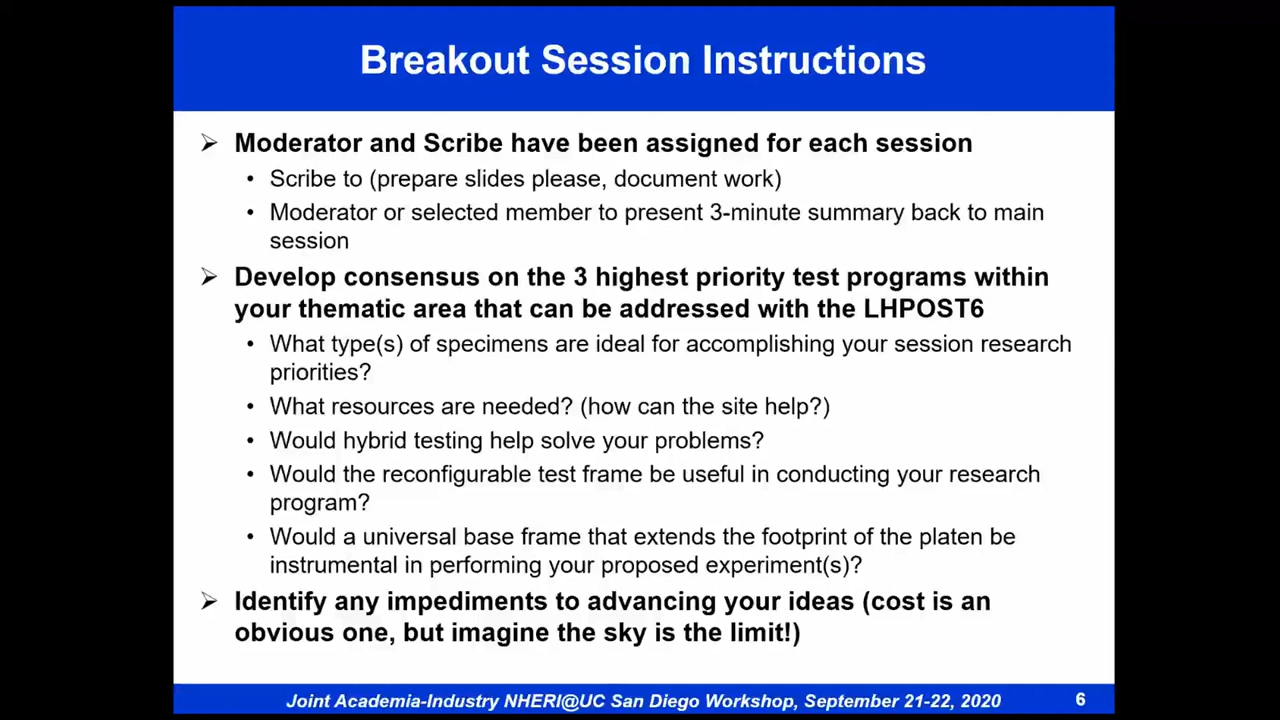 Breakout Session Instructions
Moderator and Scribe have been assigned for each session
Scribe to (prepare slides please, document work)
Moderator or selected member to present 3-minute summary back to main
session
Develop consensus on the 3 highest priority test programs within
your thematic area that can be addressed with the LHPOST6
What type(s) of specimens are ideal for accomplishing your session research
priorities?
What resources are needed? (how can the site help?)
Would hybrid testing help solve your problems?
Would the reconfigurable test frame be useful in conducting your research
program?
Would a universal base frame that extends the footprint of the platen be
instrumental in performing your proposed experiment(s)?
Identify any impediments to advancing your ideas (cost is an
obvious one, but imagine the sky is the limit!)
Joint Academia-Industry NHERI@UC San Diego Workshop, September 21-22, 2020 6